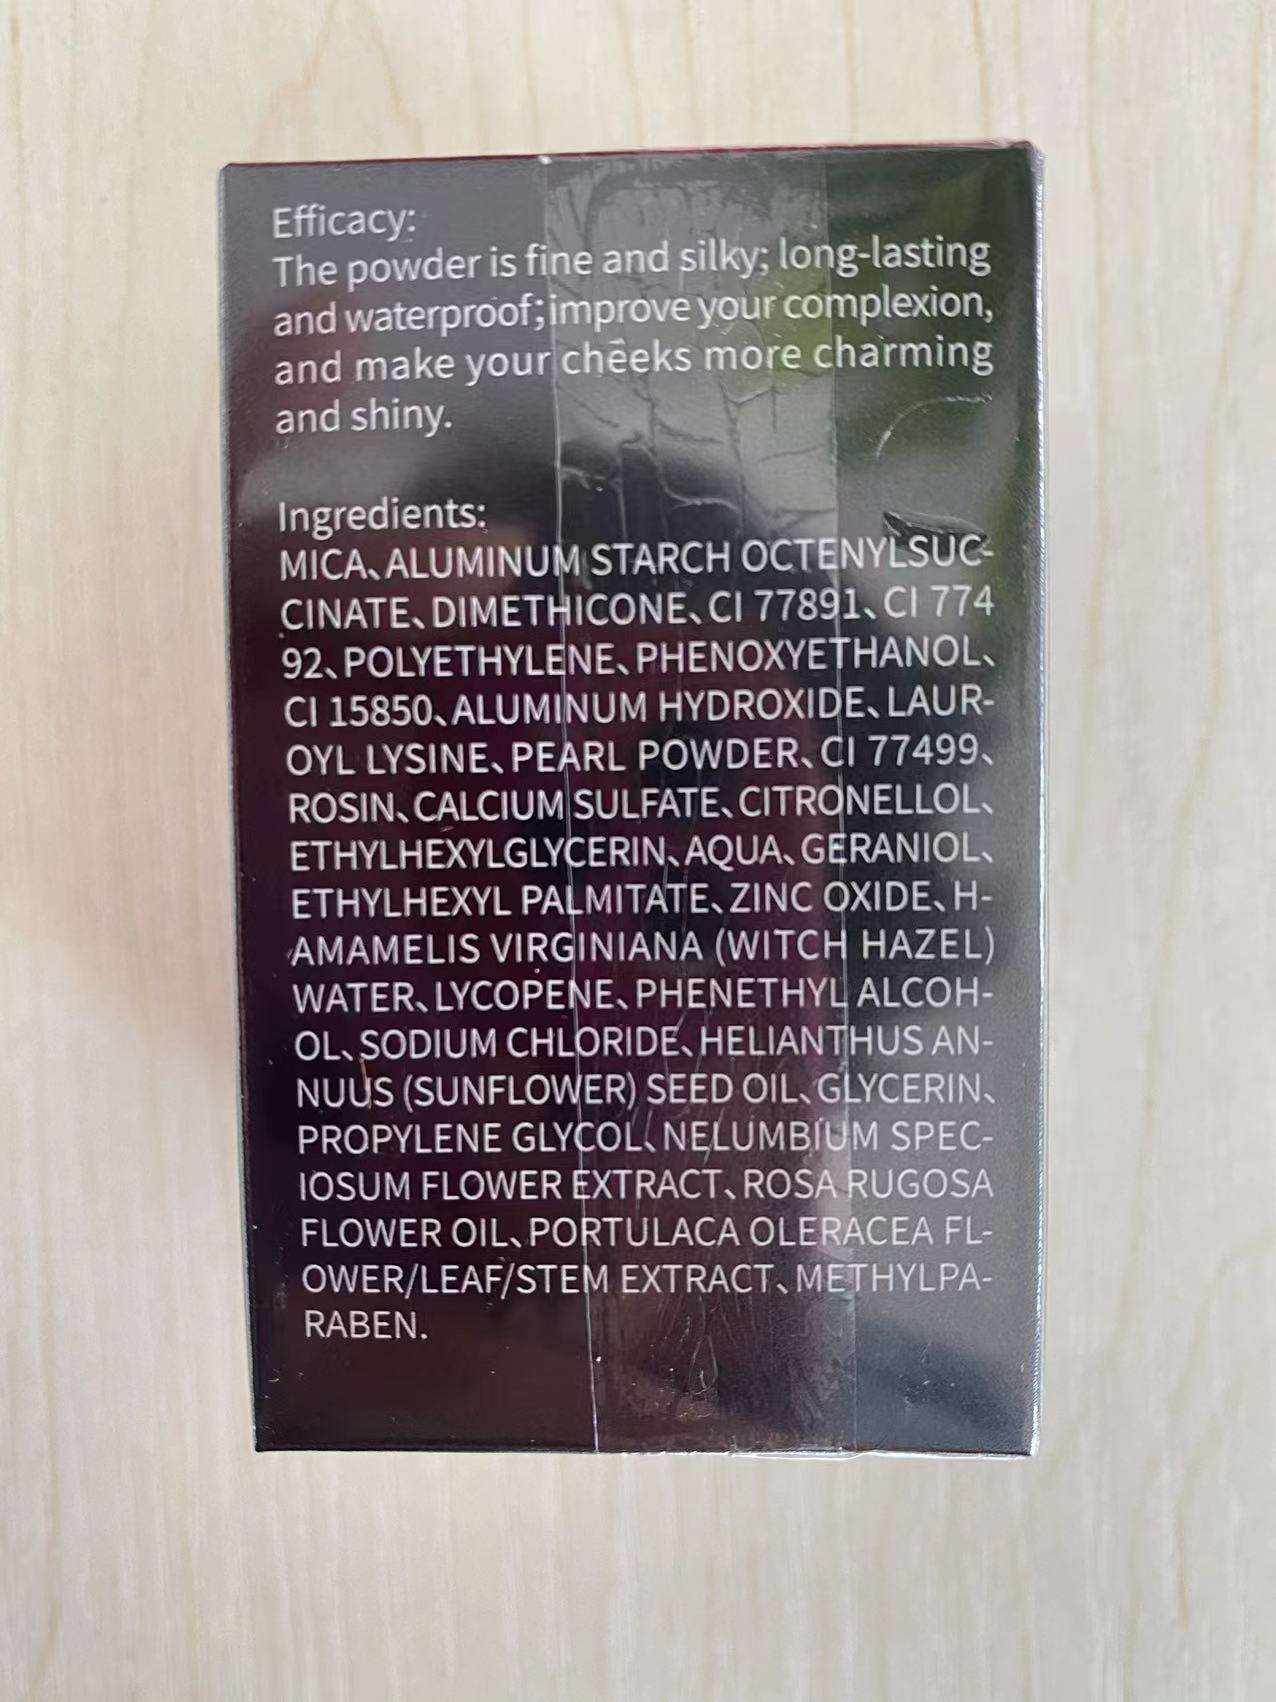 Efficacy:
The powder is fine and silky; long-lasting
and waterproof;improve your complexion,
and make your chēeks more charming
and shiny.
Ingredients:
MICA、ALUMINUM STARCH OCTENYLSUC-
CINATE、DIMETHICONE、CI 77891、CI 774
92、POLYETHYLENE、PHENOXYETHANOL、
CI 15850、ALUMINUM HYDROXIDE、LAUR-
OYL LYSINE、PEARL POWDER、CI 77499、
ROSIN、CALCIUM SULFATE、CITRONELLOL、
ETHYLHEXYLGLYCERIN、AQUA、GERANIOL、
ETHYLHEXYL PALMITATE、ZINC OXIDE、H-
AMAMELIS VIRGINIANA (WITCH HAZEL)
WATER、LYCOPENE、PHENETHYL ALCOH-
OL、SODIUM CHLORIDE、HELIANTHUS AN-
NUUS (SUNFLOWER) SEED OIL、GLYCERIN、
PROPYLENE GLYCOL、NELUMBIUM SPEC-
IOSUM FLOWER EXTRACT、ROSA RUGOSA
FLOWER OIL、PORTULACA OLERACEA FL-
OWER/LEAF/STEM EXTRACT、METHYLPA-
RABEN.